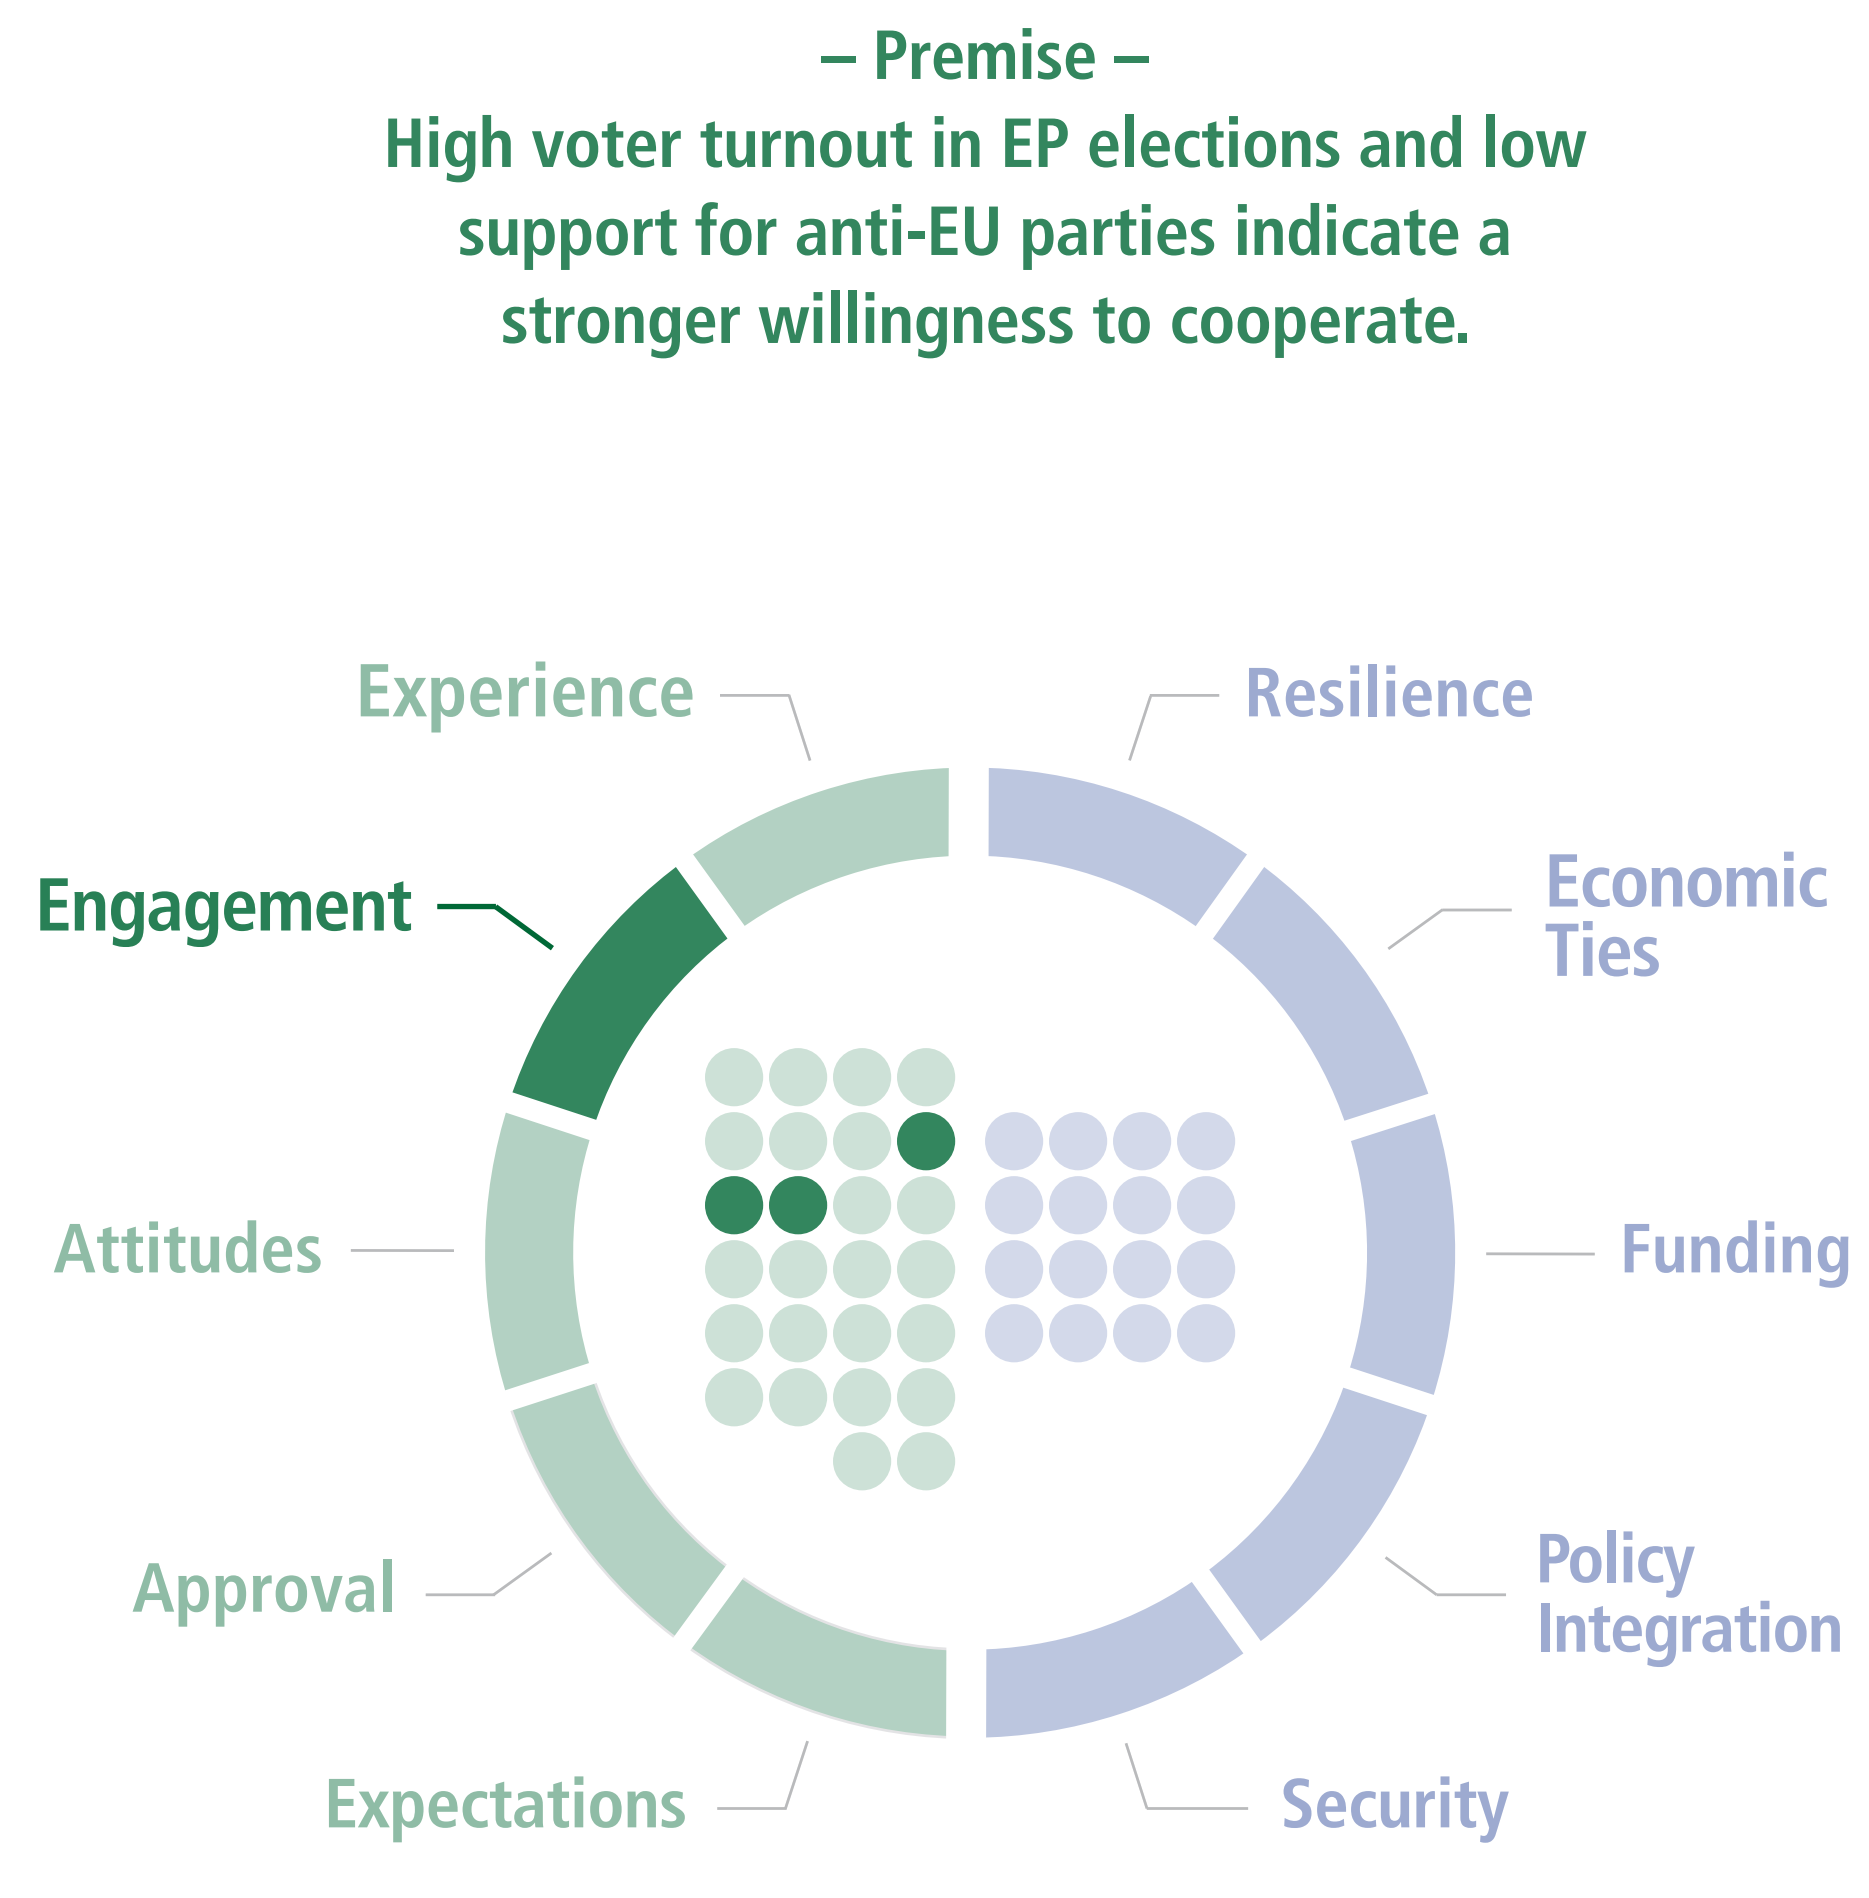 – Premise –
High voter turnout in EP elections and low
support for anti-EU parties indicate a
stronger willingness to cooperate.
Experience
Resilience
Engagement
Economic
Ties
Attitudes
Funding
Approval
Policy
Integration
Expectations
Security